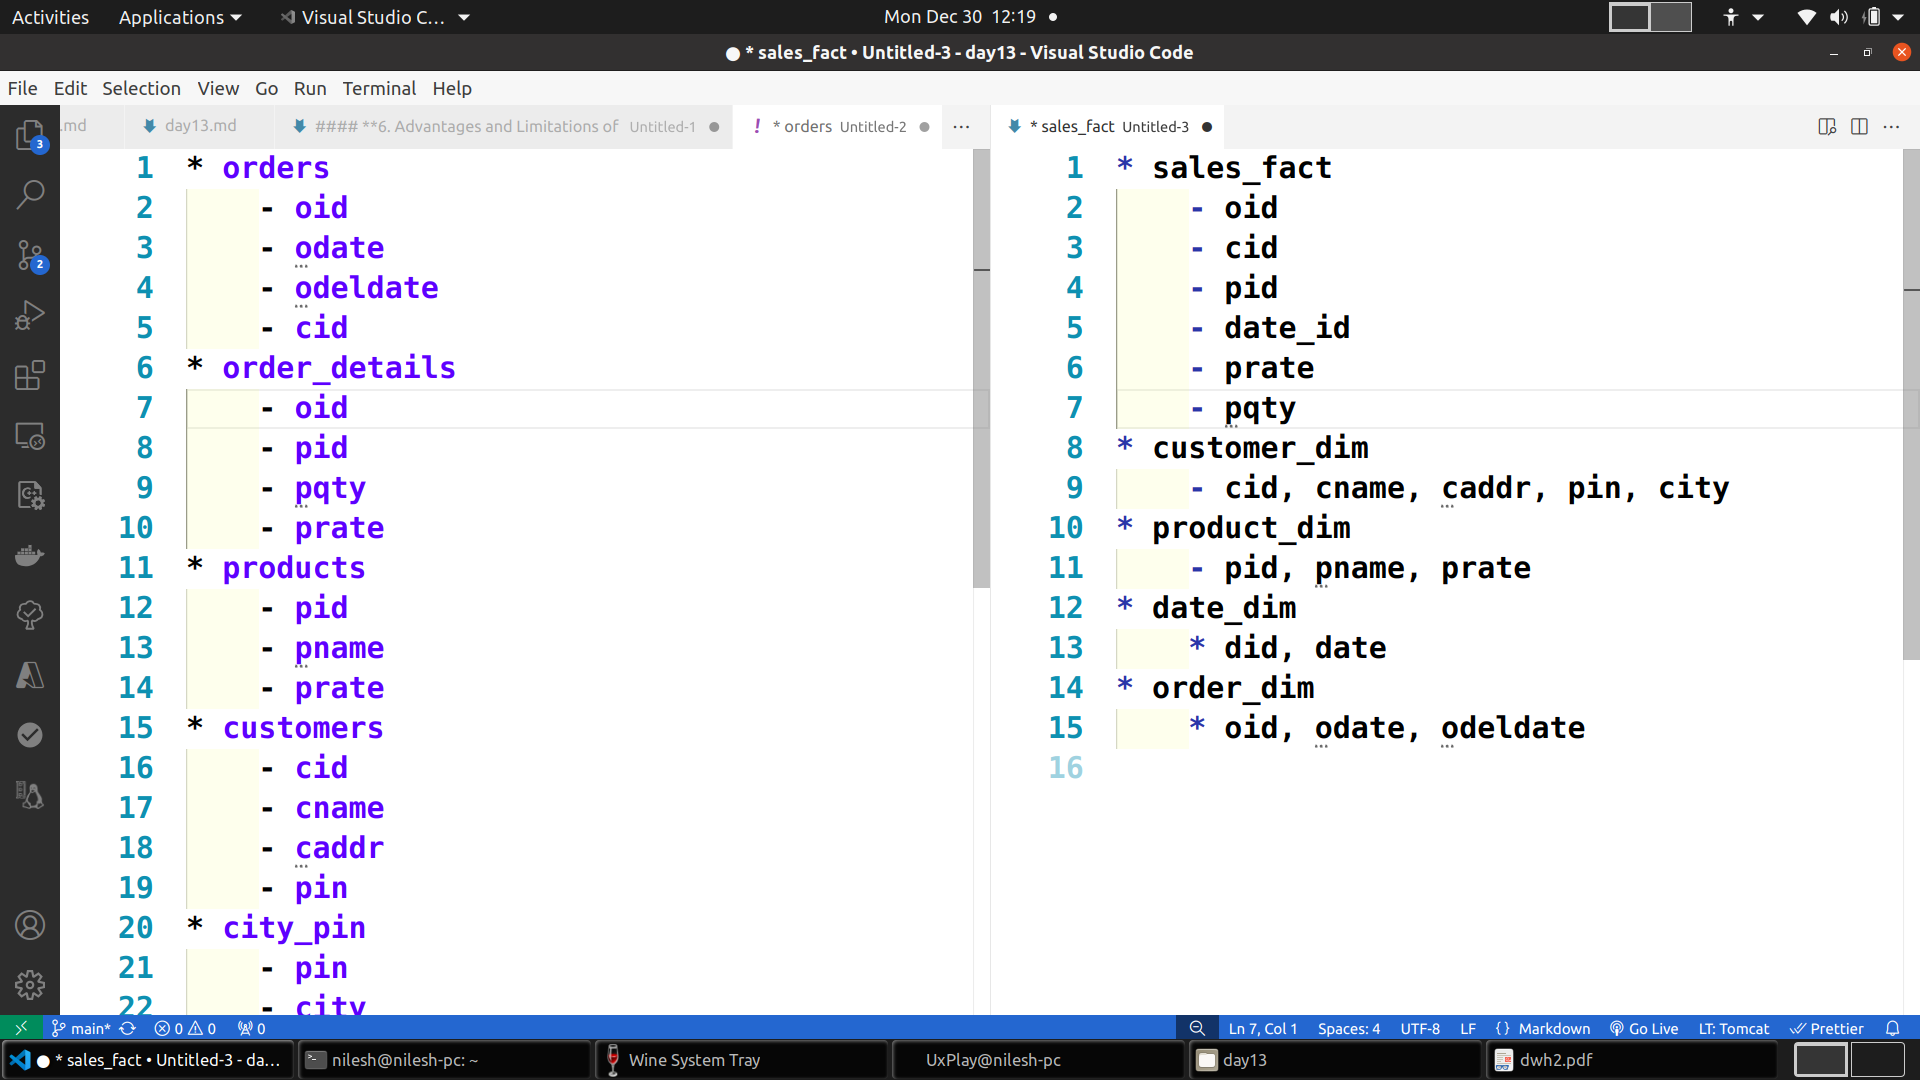 Activities Applications Visual Studio C... Mon Dec 30 12:19
* sales_fact • Untitled-3 - day13 - Visual Studio Code
File Edit Selection View Go Run Terminal Help
.md day13.md #### **6. Advantages and Limitations of Untitled-1 ! * orders Untitled-2 ...
1 * orders
2 - oid
3 - odate
4 - odeldate
5 - cid
6 * order_details
7 - oid
8 - pid
9 - pqty
10 - prate
11 * products
12 - pid
13 - pname
14 - prate
15 * customers
16 - cid
17 - cname
18 - caddr
19 - pin
20 * city_pin
21 - pin
22 - city
* sales_fact Untitled-3 ...
1 * sales_fact
2 - oid
3 - cid
4 - pid
5 - date_id
6 - prate
7 - pqty
8 * customer_dim
9 - cid, cname, caddr, pin, city
10 * product_dim
11 - pid, pname, prate
12 * date_dim
13 * did, date
14 * order_dim
15 * oid, odate, odeldate
16
3
2
main* 0 0 0 Ln 7, Col 1 Spaces: 4 UTF-8 LF {} Markdown Go Live LT: Tomcat Prettier
* sales_fact • Untitled-3 - da... nilesh@nilesh-pc: ~ Wine System Tray UxPlay@nilesh-pc day13 dwh2.pdf